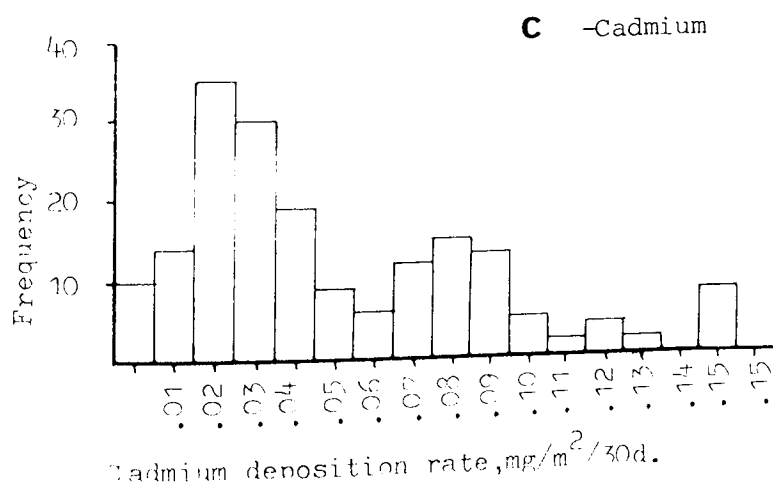 C -Cadmium
40
30
20
10
Frequency
.01 .02 .03 .04 .05 .06 .07 .08 .09 .10 .11 .12 .13 .14 .15 .15
Cadmium deposition rate,mg/m²/30d.